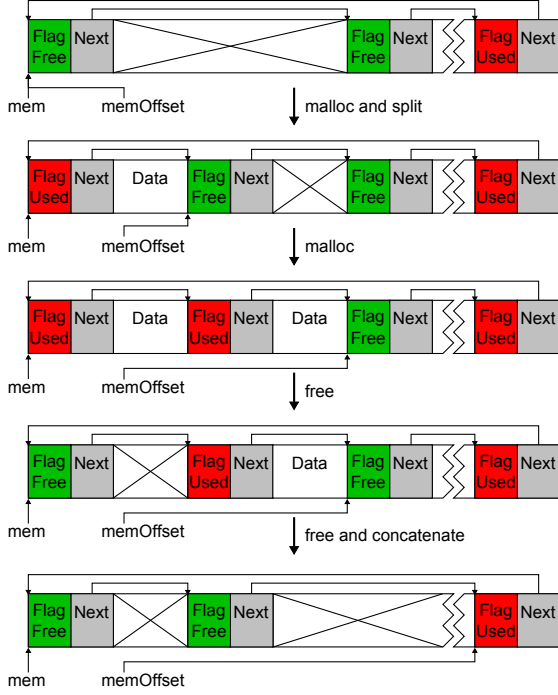 Flag Next Flag Next Flag Next
Free Free Used
mem memOffset
malloc and split
Flag Next Data Flag Next Flag Next Flag Next
Used Free Free Used
mem memOffset
malloc
Flag Next Data Flag Next Data Flag Next Flag Next
Used Used Free Used
mem memOffset
free
Flag Next Flag Next Data Flag Next Flag Next
Free Used Free Used
mem memOffset
free and concatenate
Flag Next Flag Next Flag Next
Free Free Used
mem memOffset